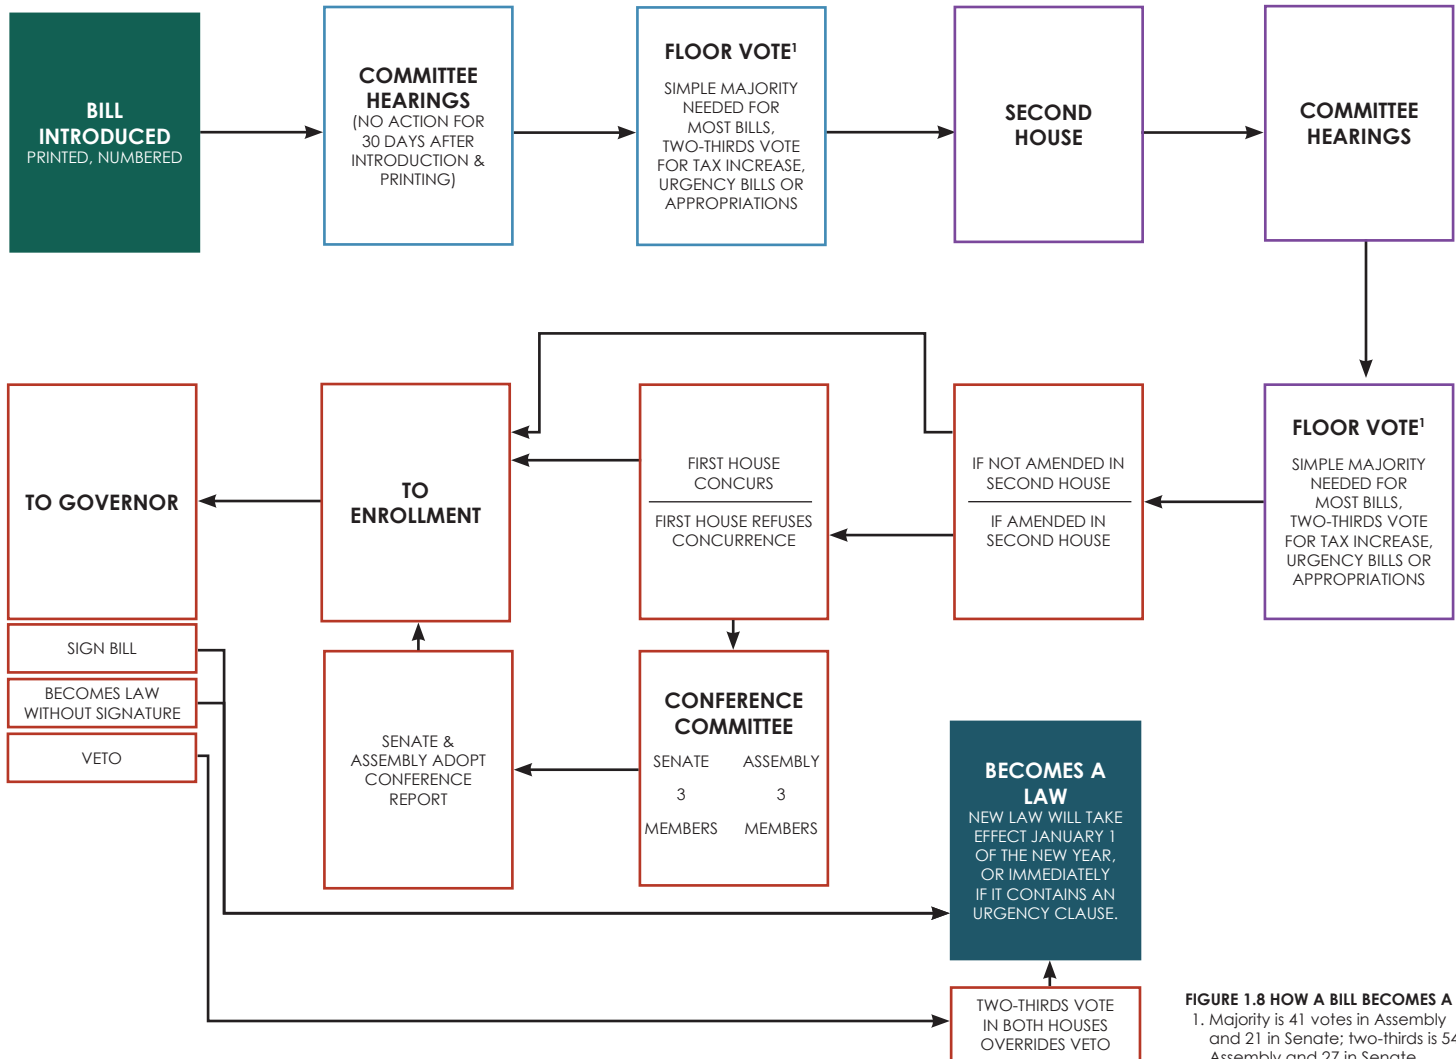 BILL
INTRODUCED
PRINTED, NUMBERED
COMMITTEE
HEARINGS
(NO ACTION FOR
30 DAYS AFTER
INTRODUCTION &
PRINTING)
FLOOR VOTE¹
SIMPLE MAJORITY
NEEDED FOR
MOST BILLS,
TWO-THIRDS VOTE
FOR TAX INCREASE,
URGENCY BILLS OR
APPROPRIATIONS
SECOND
HOUSE
COMMITTEE
HEARINGS
FLOOR VOTE¹
SIMPLE MAJORITY
NEEDED FOR
MOST BILLS,
TWO-THIRDS VOTE
FOR TAX INCREASE,
URGENCY BILLS OR
APPROPRIATIONS
IF NOT AMENDED IN
SECOND HOUSE
IF AMENDED IN
SECOND HOUSE
FIRST HOUSE
CONCURS
FIRST HOUSE REFUSES
CONCURRENCE
TO
ENROLLMENT
TO GOVERNOR
SIGN BILL
BECOMES LAW
WITHOUT SIGNATURE
VETO
SENATE &
ASSEMBLY ADOPT
CONFERENCE
REPORT
CONFERENCE
COMMITTEE
SENATE ASSEMBLY
3 3
MEMBERS MEMBERS
BECOMES A
LAW
NEW LAW WILL TAKE
EFFECT JANUARY 1
OF THE NEW YEAR,
OR IMMEDIATELY
IF IT CONTAINS AN
URGENCY CLAUSE.
TWO-THIRDS VOTE
IN BOTH HOUSES
OVERRIDES VETO
FIGURE 1.8 HOW A BILL BECOMES A
1. Majority is 41 votes in Assembly
and 21 in Senate; two-thirds is 54
Assembly and 27 in Senate